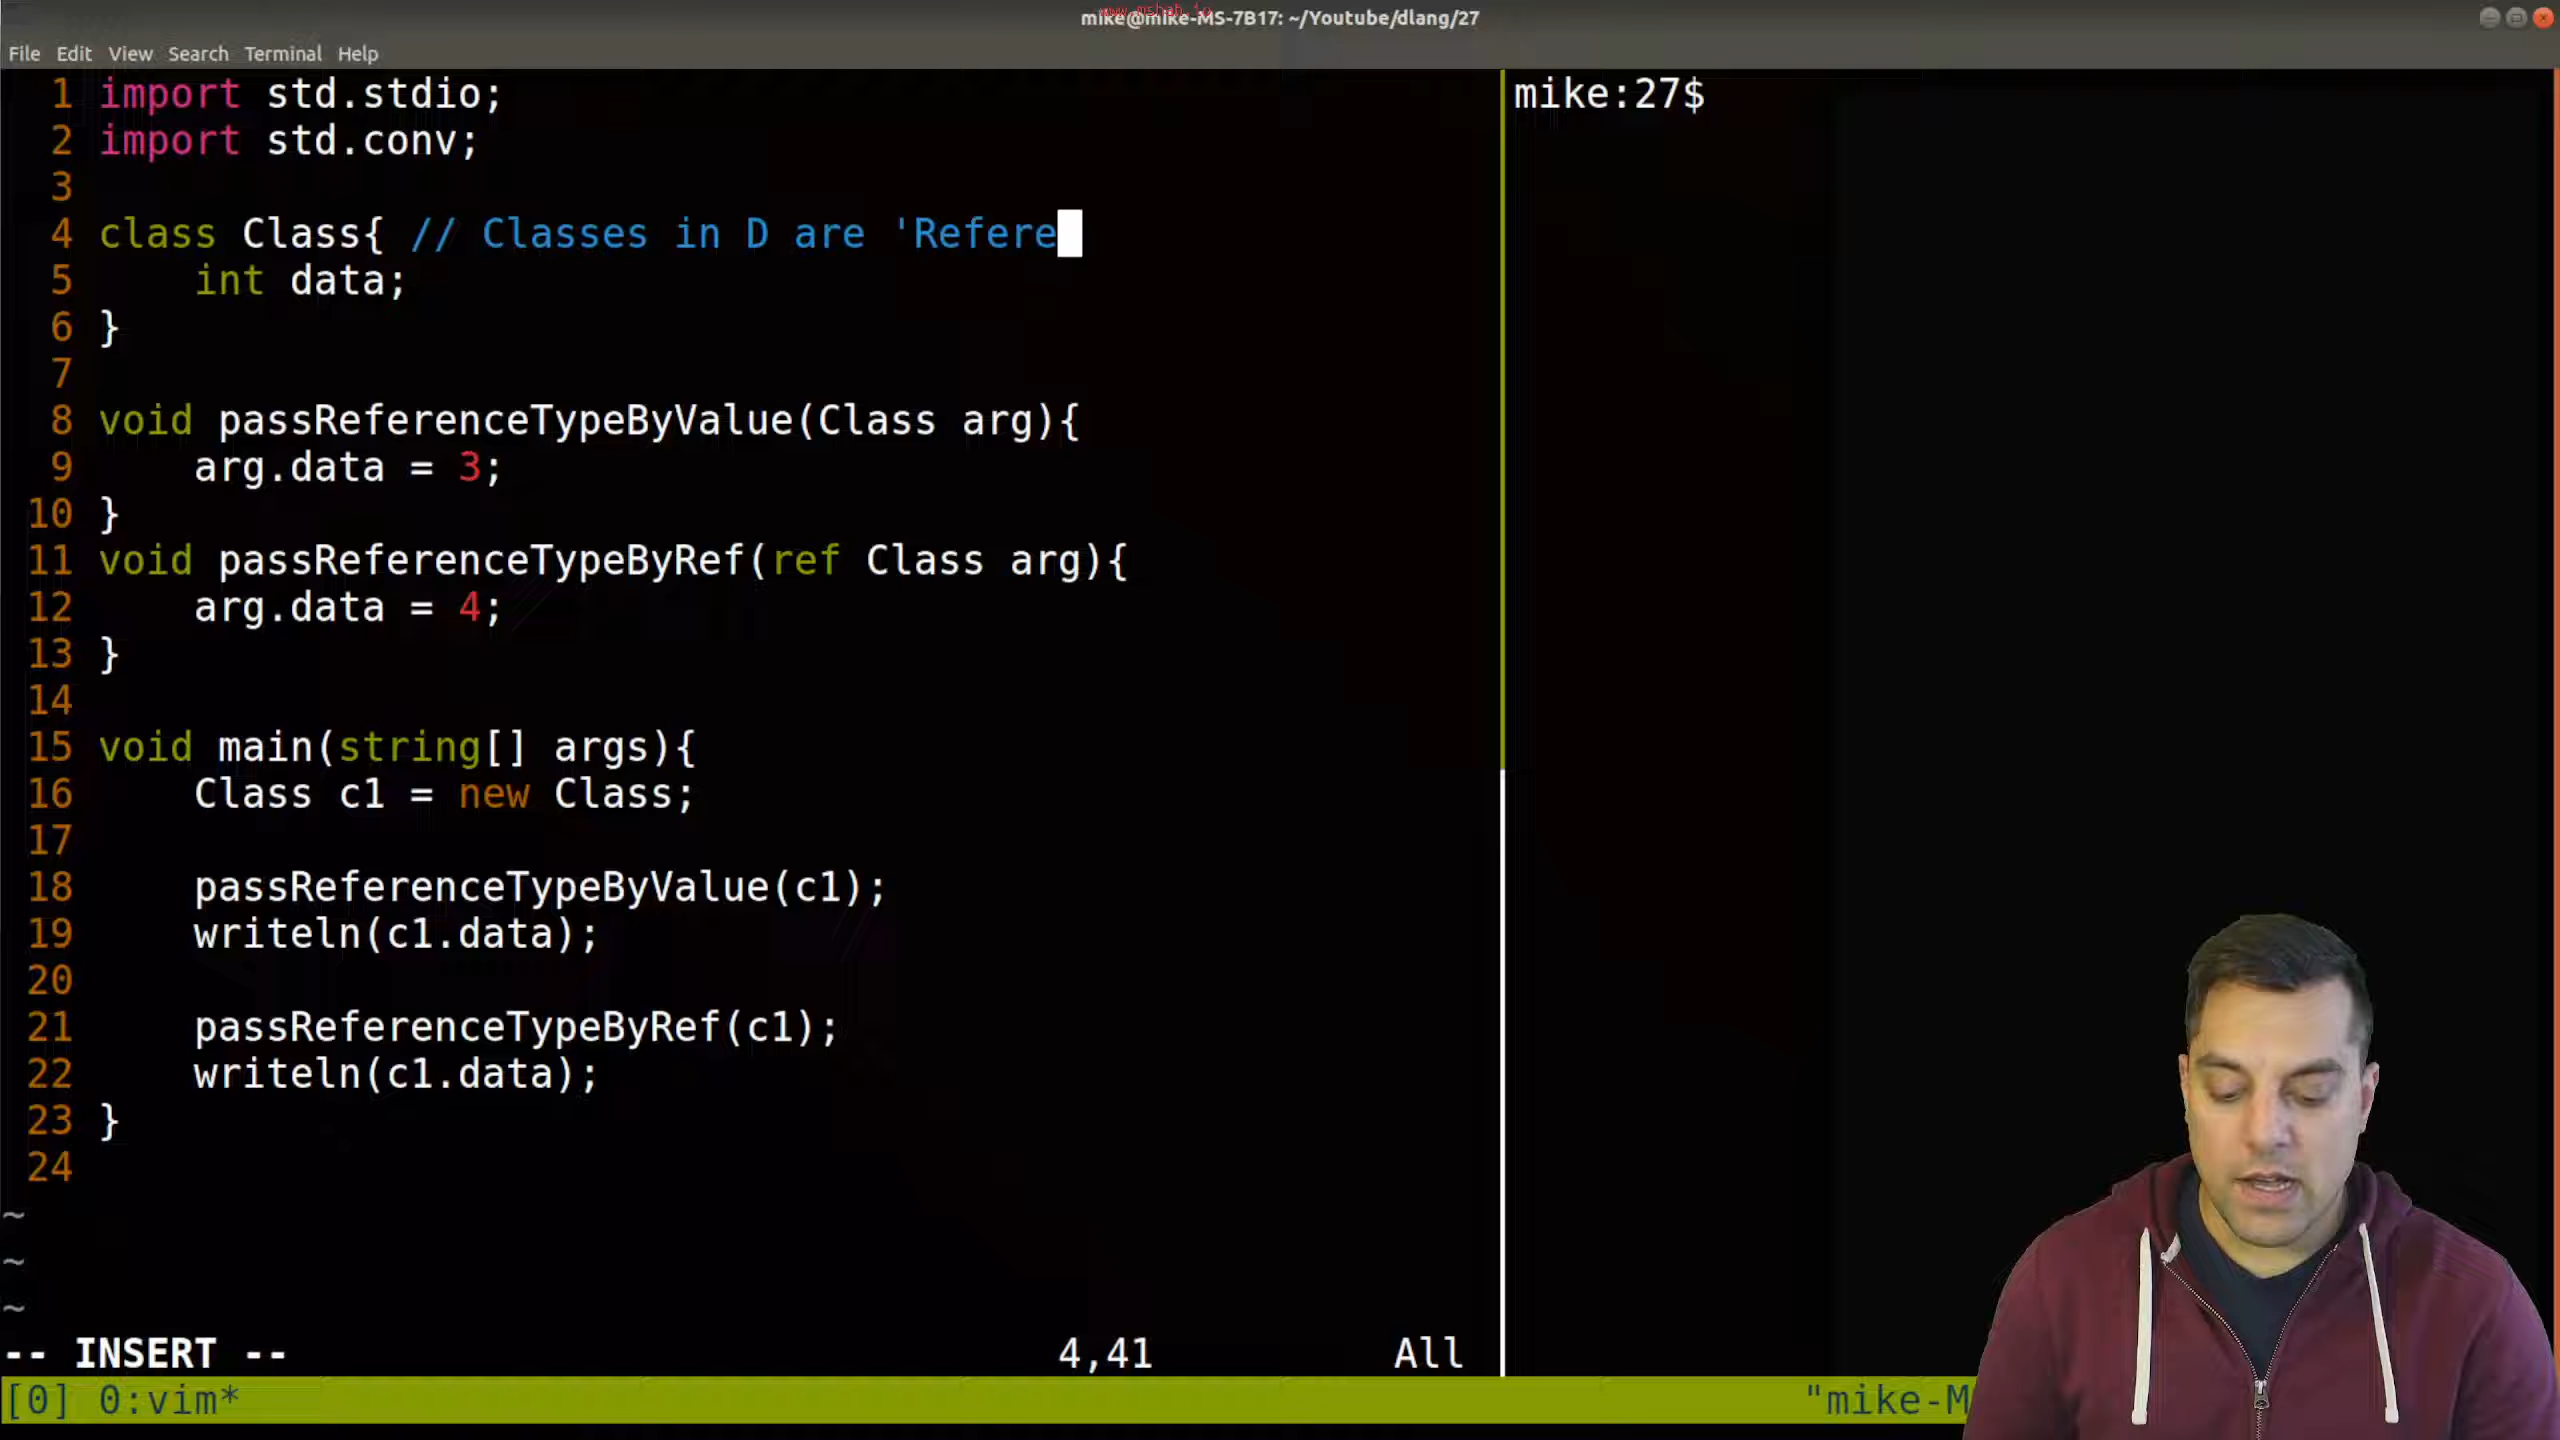 www.mshah.io
mike@mike-MS-7B17: ~/Youtube/dlang/27
File Edit View Search Terminal Help
1 import std.stdio;
2 import std.conv;
3
4 class Class{ // Classes in D are 'Refere
5     int data;
6 }
7
8 void passReferenceTypeByValue(Class arg){
9     arg.data = 3;
10 }
11 void passReferenceTypeByRef(ref Class arg){
12     arg.data = 4;
13 }
14
15 void main(string[] args){
16     Class c1 = new Class;
17
18     passReferenceTypeByValue(c1);
19     writeln(c1.data);
20
21     passReferenceTypeByRef(c1);
22     writeln(c1.data);
23 }
24
~
~
~
-- INSERT -- 4,41 All
[0] 0:vim* "mike-M
mike:27$